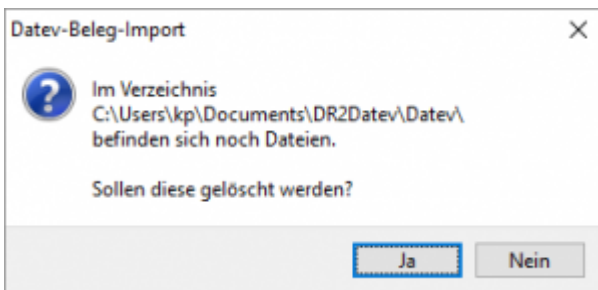 Datev-Beleg-Import
Im Verzeichnis
C:\Users\kp\Documents\DR2Datev\Datev\
befinden sich noch Dateien.
Sollen diese gelöscht werden?
Ja
Nein